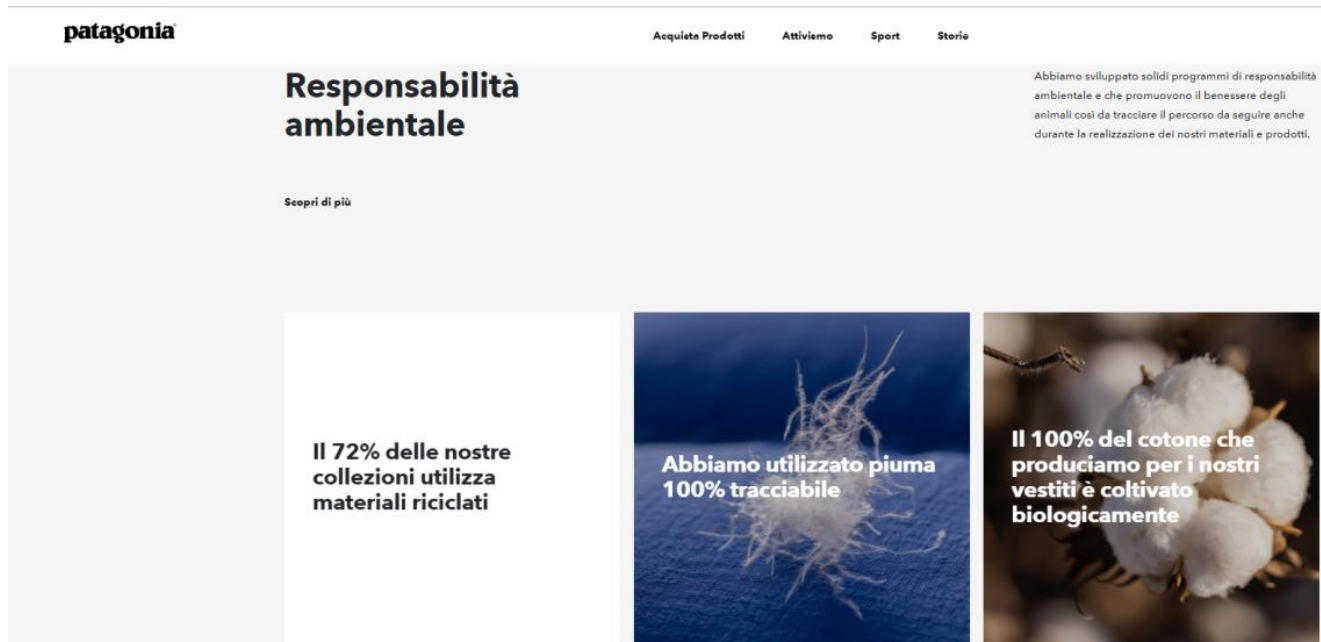 patagonia
Acquista Prodotti Attivismo Sport Storie
Responsabilità
ambientale
Abbiamo sviluppato solidi programmi di responsabilità
ambientale e che promuovono il benessere degli
animali così da tracciare il percorso da seguire anche
durante la realizzazione dei nostri materiali e prodotti.
Scopri di più
Il 72% delle nostre
collezioni utilizza
materiali riciclati
Abbiamo utilizzato piuma
100% tracciabile
Il 100% del cotone che
produciamo per i nostri
vestiti è coltivato
biologicamente